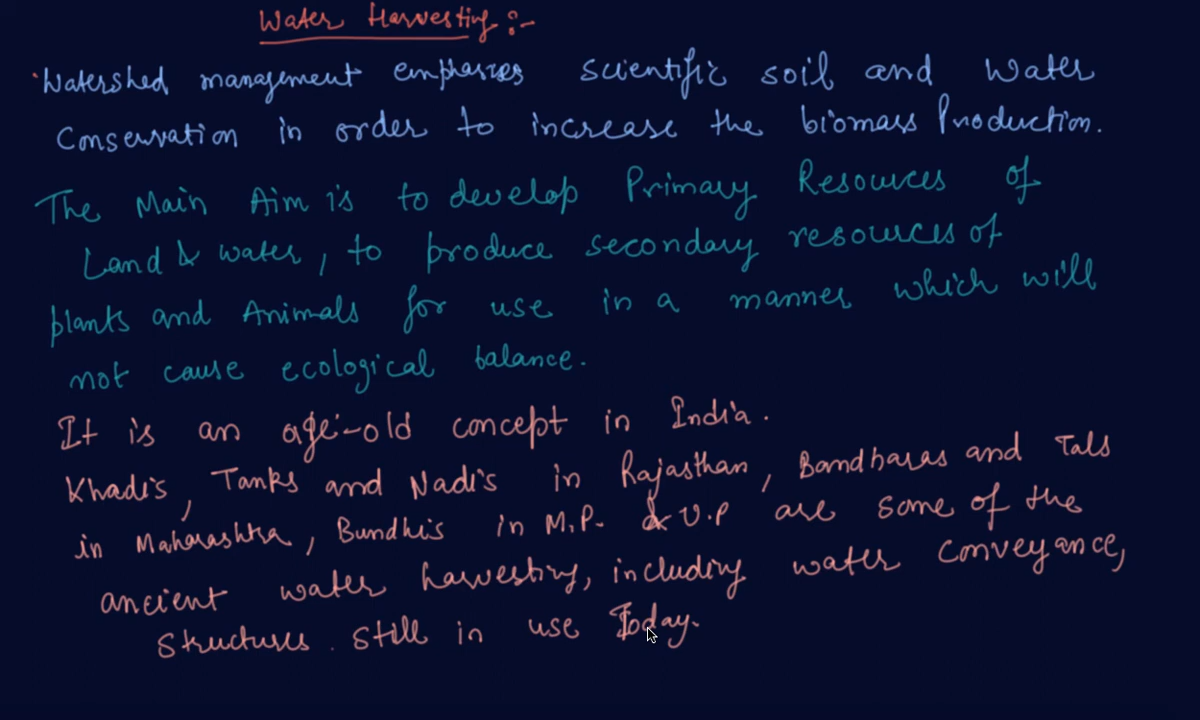 Water Harvesting :-
Watershed management emphasizes scientific soil and Water
Conservation in order to increase the biomass Production.
The Main Aim is to develop Primary Resources of
Land & water, to produce secondary resources of
plants and Animals for use in a manner which will
not cause ecological balance.
It is an age-old concept in India.
Khadis, Tanks and Nadis in Rajasthan, Bandharas and Tals
in Maharashtra, Bundhis in M.P. & U.P are some of the
ancient water harvesting, including water conveyance,
structures. still in use Today.